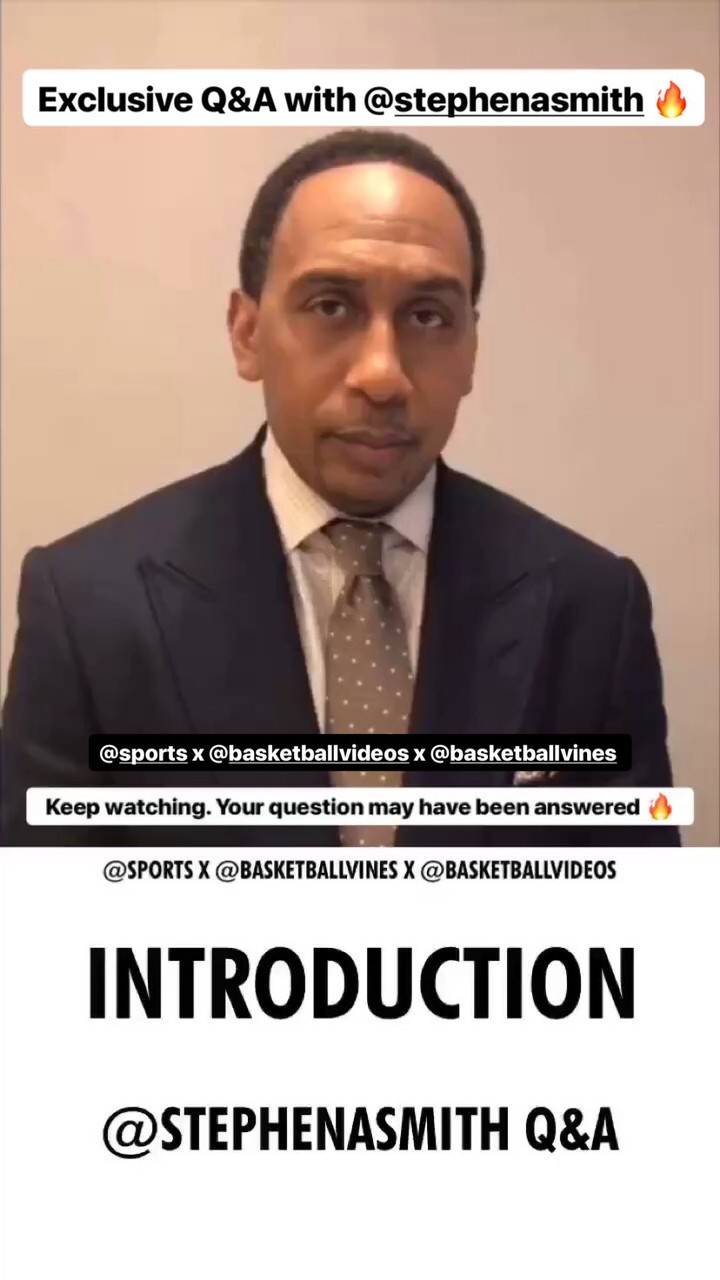 Exclusive Q&A with @stephenasmith 🔥
@sports x @basketballvideos x @basketballvines
Keep watching. Your question may have been answered 🔥
@SPORTS X @BASKETBALLVINES X @BASKETBALLVIDEOS
INTRODUCTION
@STEPHENASMITH Q&A